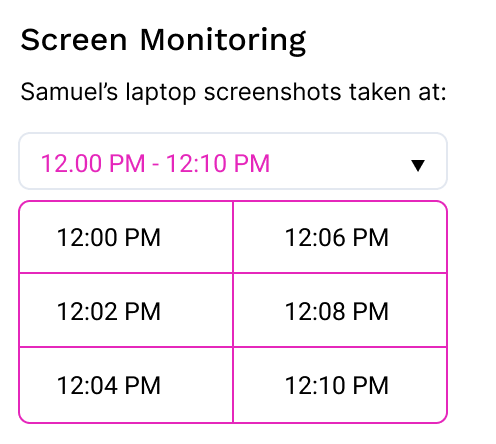 Screen Monitoring
Samuel’s laptop screenshots taken at:
12.00 PM - 12:10 PM
12:00 PM 12:06 PM
12:02 PM 12:08 PM
12:04 PM 12:10 PM